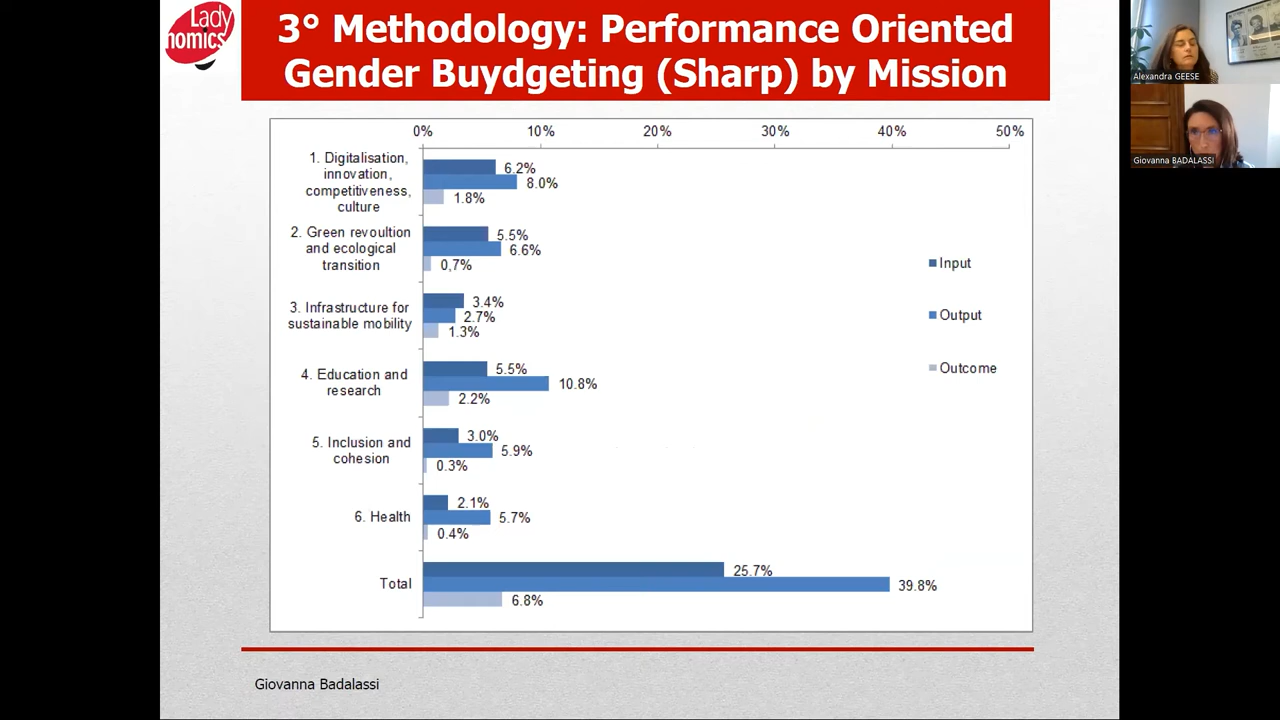 Lady
nomics
3° Methodology: Performance Oriented
Gender Buydgeting (Sharp) by Mission
0% 10% 20% 30% 40% 50%
1. Digitalisation,
innovation,
competitiveness,
culture
6.2%
8.0%
1.8%
2. Green revoultion
and ecological
transition
5.5%
6.6%
0,7%
3. Infrastructure for
sustainable mobility
3.4%
2.7%
1.3%
4. Education and
research
5.5%
10.8%
2.2%
5. Inclusion and
cohesion
3.0%
5.9%
0.3%
6. Health
2.1%
5.7%
0.4%
Total
25.7%
39.8%
6.8%
Input
Output
Outcome
Giovanna Badalassi
Alexandra GEESE
Giovanna BADALASSI